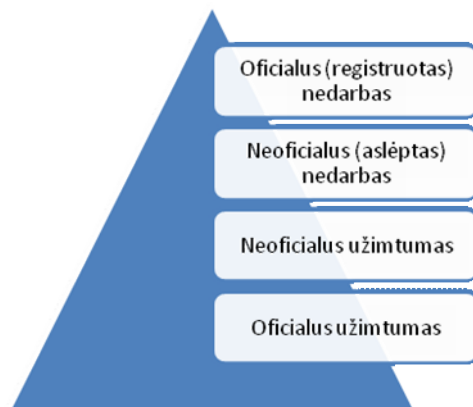 Oficialus (registruotas)
nedarbas
Neoficialus (aslėptas)
nedarbas
Neoficialus užimtumas
Oficialus užimtumas